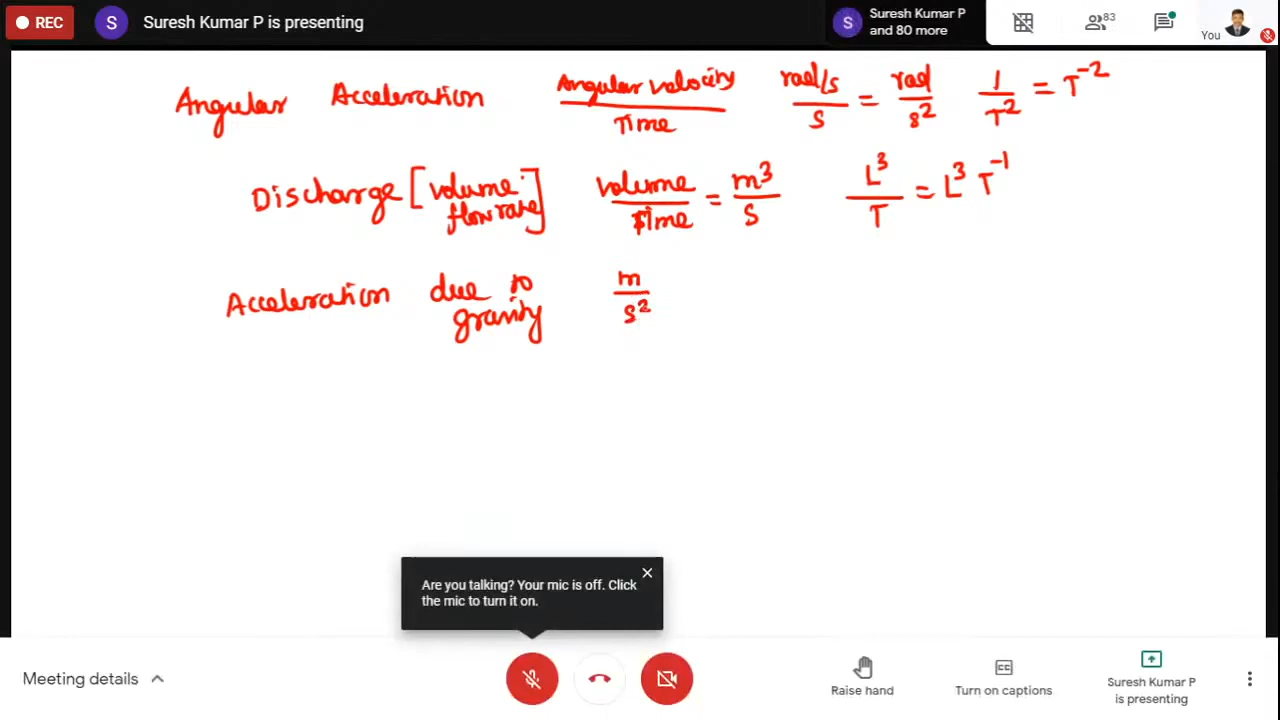 REC
S
Suresh Kumar P is presenting
S
Suresh Kumar P
and 80 more
83
You
Angular Acceleration Angular velocity / Time rad/s / s = rad / s² 1 / T² = T⁻²
Discharge [volume flow rate] volume / Time = m³ / s L³ / T = L³ T⁻¹
Acceleration due to gravity m / s²
Are you talking? Your mic is off. Click
the mic to turn it on.
Meeting details
Raise hand
Turn on captions
Suresh Kumar P
is presenting